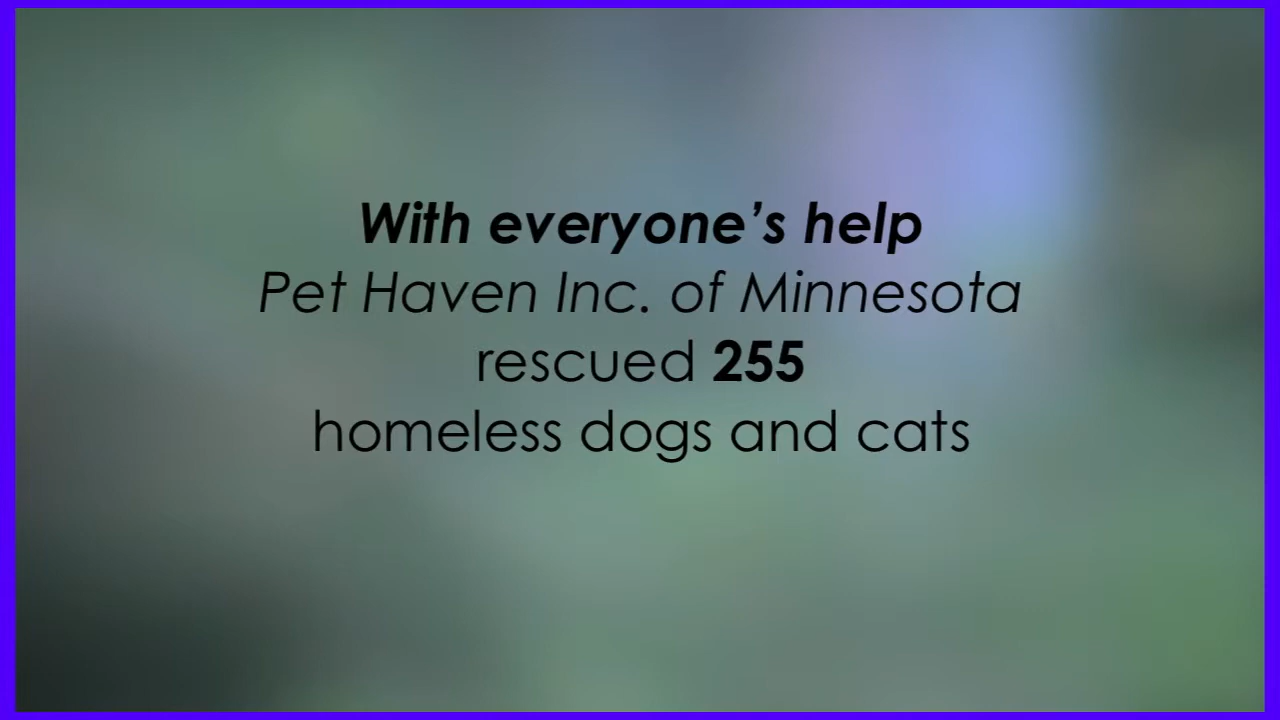 With everyone’s help
Pet Haven Inc. of Minnesota
rescued 255
homeless dogs and cats